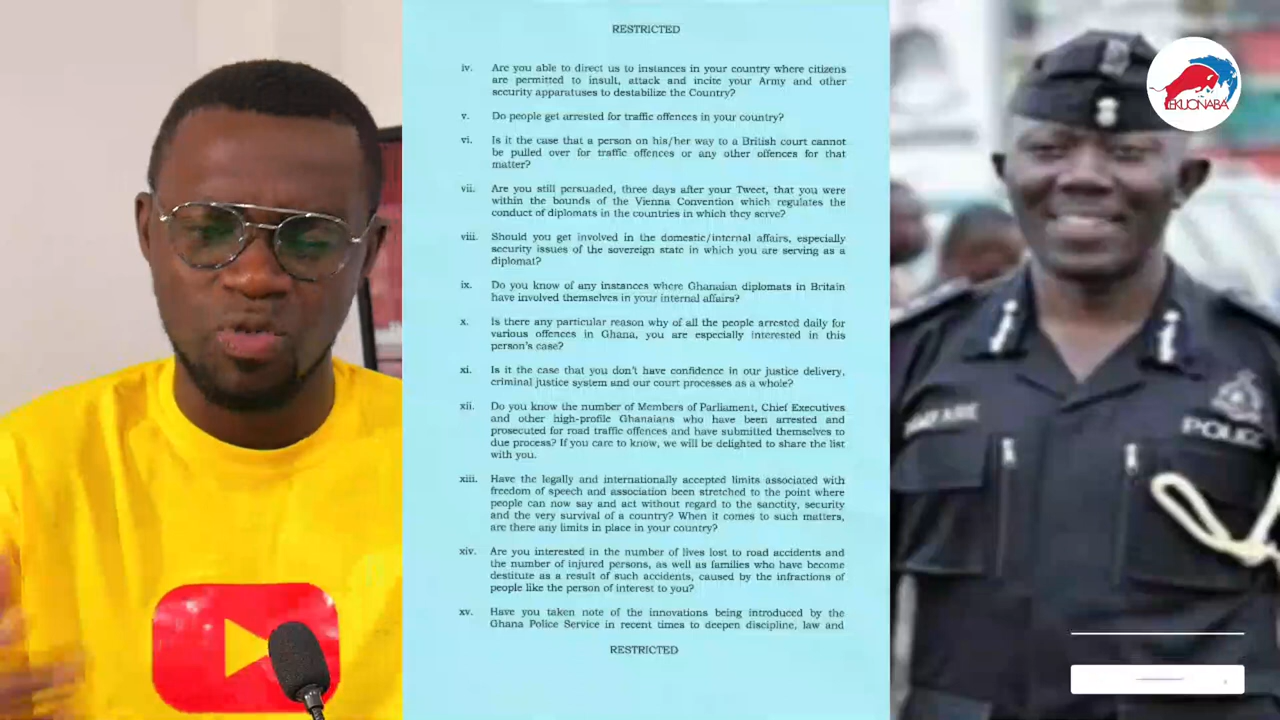 RESTRICTED
iv. Are you able to direct us to instances in your country where citizens
are permitted to insult, attack and incite your Army and other
security apparatuses to destabilize the Country?
v. Do people get arrested for traffic offences in your country?
vi. Is it the case that a person on his/her way to a British court cannot
be pulled over for traffic offences or any other offences for that
matter?
vii. Are you still persuaded, three days after your Tweet, that you were
within the bounds of the Vienna Convention which regulates the
conduct of diplomats in the countries in which they serve?
viii. Should you get involved in the domestic/internal affairs, especially
security issues of the sovereign state in which you are serving as a
diplomat?
ix. Do you know of any instances where Ghanaian diplomats in Britain
have involved themselves in your internal affairs?
x. Is there any particular reason why of all the people arrested daily for
various offences in Ghana, you are especially interested in this
person's case?
xi. Is it the case that you don't have confidence in our justice delivery,
criminal justice system and our court processes as a whole?
xii. Do you know the number of Members of Parliament, Chief Executives
and other high-profile Ghanaians who have been arrested and
prosecuted for road traffic offences and have submitted themselves to
due process? If you care to know, we will be delighted to share the list
with you.
xiii. Have the legally and internationally accepted limits associated with
freedom of speech and association been stretched to the point where
people can now say and act without regard to the sanctity, security
and the very survival of a country? When it comes to such matters,
are there any limits in place in your country?
xiv. Are you interested in the number of lives lost to road accidents and
the number of injured persons, as well as families who have become
destitute as a result of such accidents, caused by the infractions of
people like the person of interest to you?
xv. Have you taken note of the innovations being introduced by the
Ghana Police Service in recent times to deepen discipline, law and
RESTRICTED
EKUONABA
POLICE